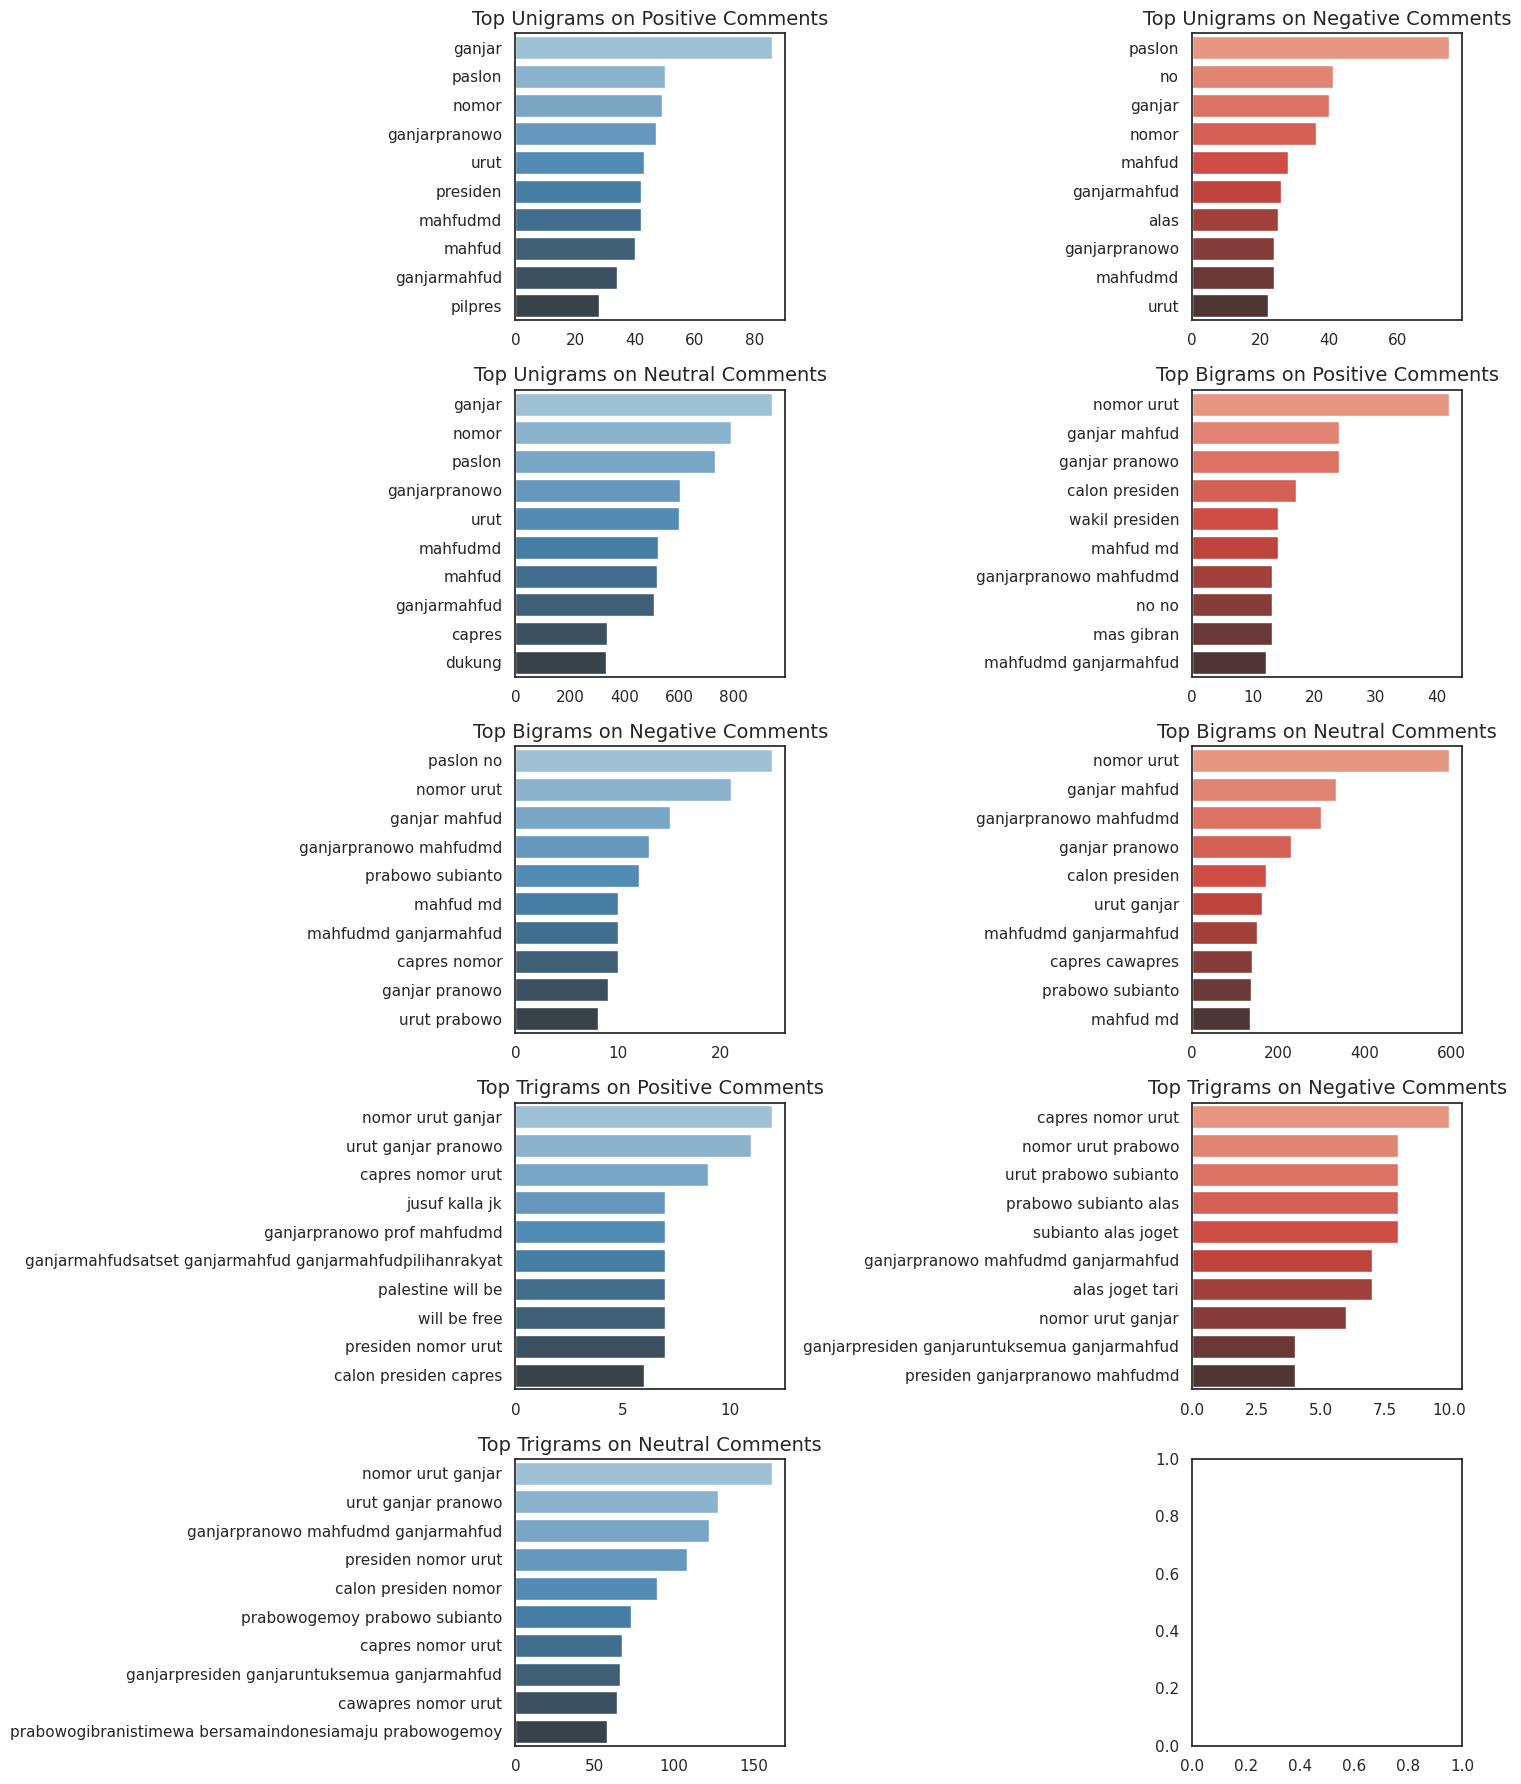 Top Unigrams on Positive Comments
ganjar
paslon
nomor
ganjarpranowo
urut
presiden
mahfudmd
mahfud
ganjarmahfud
pilpres
0 20 40 60 80
Top Unigrams on Negative Comments
paslon
no
ganjar
nomor
mahfud
ganjarmahfud
alas
ganjarpranowo
mahfudmd
urut
0 20 40 60
Top Unigrams on Neutral Comments
ganjar
nomor
paslon
ganjarpranowo
urut
mahfudmd
mahfud
ganjarmahfud
capres
dukung
0 200 400 600 800
Top Bigrams on Positive Comments
nomor urut
ganjar mahfud
ganjar pranowo
calon presiden
wakil presiden
mahfud md
ganjarpranowo mahfudmd
no no
mas gibran
mahfudmd ganjarmahfud
0 10 20 30 40
Top Bigrams on Negative Comments
paslon no
nomor urut
ganjar mahfud
ganjarpranowo mahfudmd
prabowo subianto
mahfud md
mahfudmd ganjarmahfud
capres nomor
ganjar pranowo
urut prabowo
0 10 20
Top Bigrams on Neutral Comments
nomor urut
ganjar mahfud
ganjarpranowo mahfudmd
ganjar pranowo
calon presiden
urut ganjar
mahfudmd ganjarmahfud
capres cawapres
prabowo subianto
mahfud md
0 200 400 600
Top Trigrams on Positive Comments
nomor urut ganjar
urut ganjar pranowo
capres nomor urut
jusuf kalla jk
ganjarpranowo prof mahfudmd
ganjarmahfudsatset ganjarmahfud ganjarmahfudpilihanrakyat
palestine will be
will be free
presiden nomor urut
calon presiden capres
0 5 10
Top Trigrams on Negative Comments
capres nomor urut
nomor urut prabowo
urut prabowo subianto
prabowo subianto alas
subianto alas joget
ganjarpranowo mahfudmd ganjarmahfud
alas joget tari
nomor urut ganjar
ganjarpresiden ganjaruntuksemua ganjarmahfud
presiden ganjarpranowo mahfudmd
0.0 2.5 5.0 7.5 10.0
Top Trigrams on Neutral Comments
nomor urut ganjar
urut ganjar pranowo
ganjarpranowo mahfudmd ganjarmahfud
presiden nomor urut
calon presiden nomor
prabowogemoy prabowo subianto
capres nomor urut
ganjarpresiden ganjaruntuksemua ganjarmahfud
cawapres nomor urut
prabowogibranistimewa bersamaindonesiamaju prabowogemoy
0 50 100 150
1.0
0.8
0.6
0.4
0.2
0.0
0.0 0.2 0.4 0.6 0.8 1.0